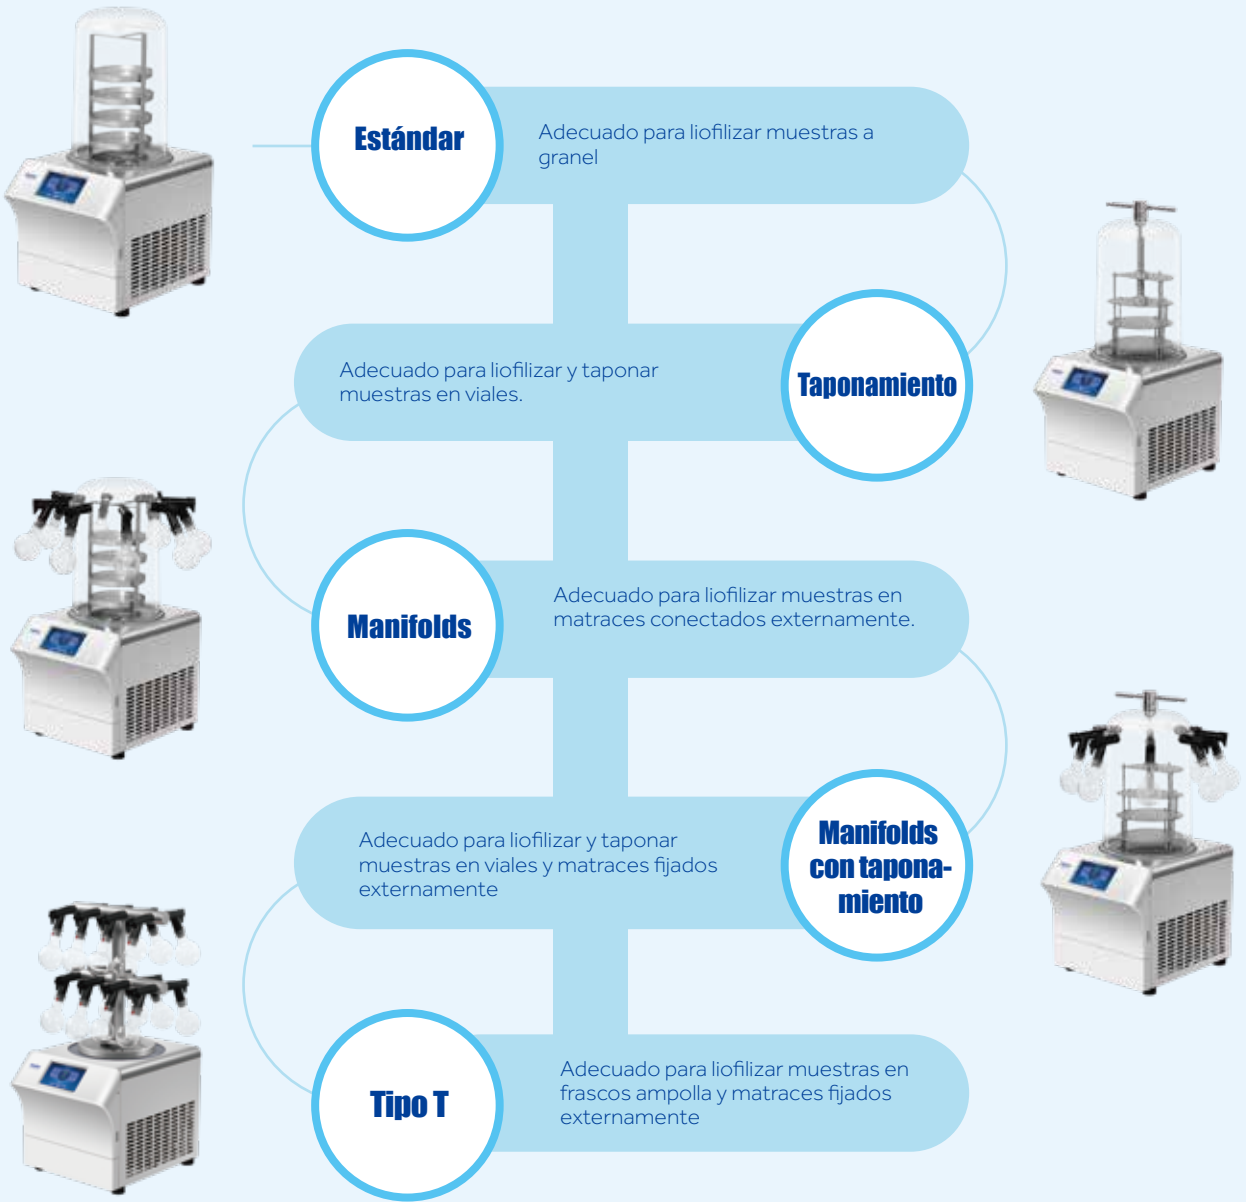 Estándar
Adecuado para liofilizar muestras a
granel
Taponamiento
Adecuado para liofilizar y taponar
muestras en viales.
Manifolds
Adecuado para liofilizar muestras en
matraces conectados externamente.
Manifolds
con tapona-
miento
Adecuado para liofilizar y taponar
muestras en viales y matraces fijados
externamente
Tipo T
Adecuado para liofilizar muestras en
frascos ampolla y matraces fijados
externamente